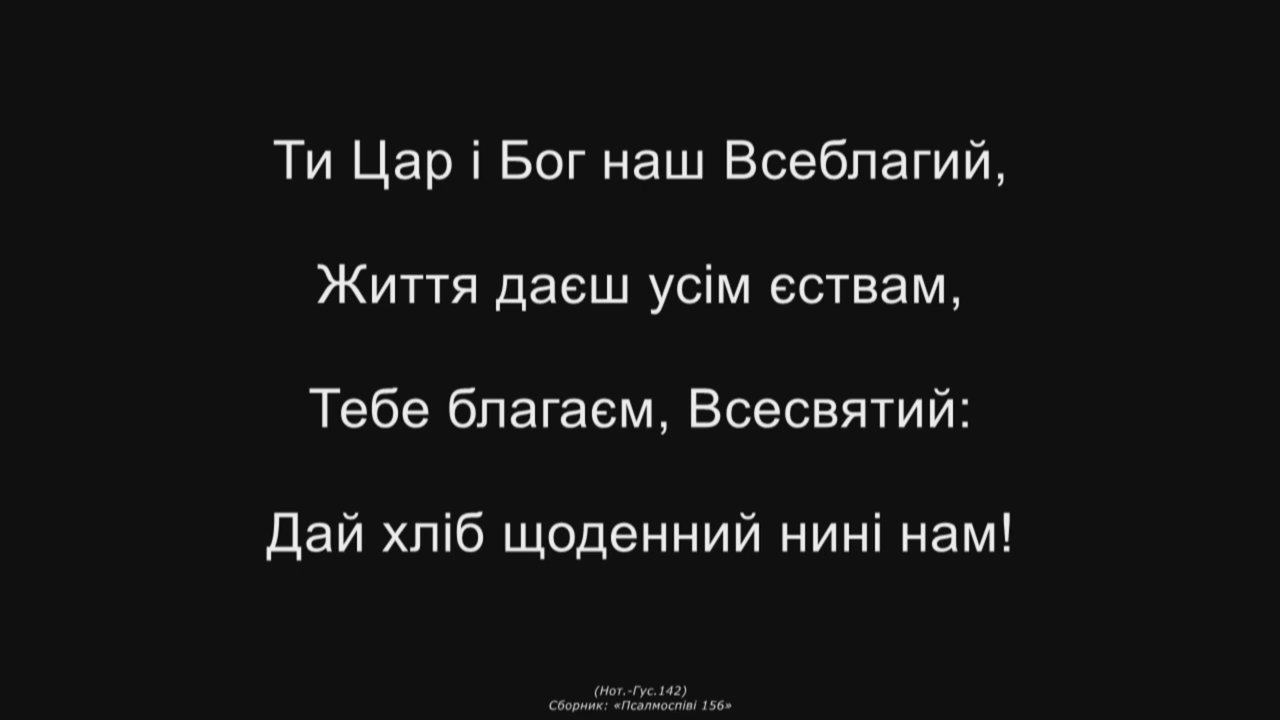 Ти Цар і Бог наш Всеблагий,
Життя даєш усім єствам,
Тебе благаєм, Всесвятий:
Дай хліб щоденний нині нам!
(Нот.-Гус.142)
Сборник: «Псалмоспіві 156»